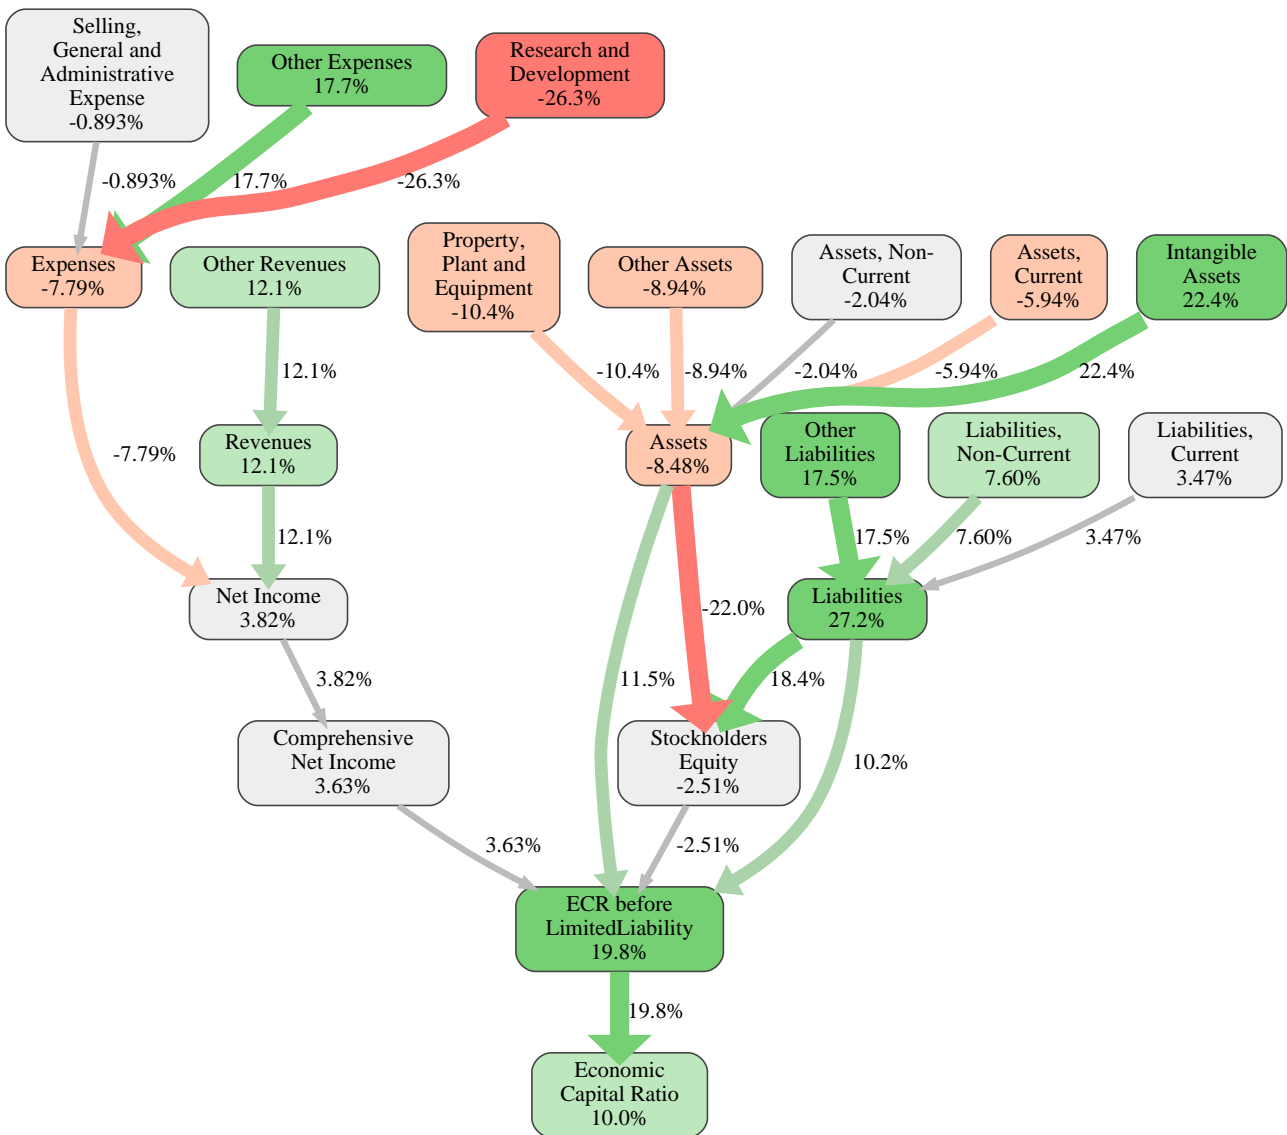 Selling,
General and
Administrative
Expense
-0.893%
Other Expenses
17.7%
Research and
Development
-26.3%
-0.893%
17.7%
-26.3%
Expenses
-7.79%
Other Revenues
12.1%
Property,
Plant and
Equipment
-10.4%
Other Assets
-8.94%
Assets, Non-
Current
-2.04%
Assets,
Current
-5.94%
Intangible
Assets
22.4%
12.1%
-10.4%
-8.94%
-2.04%
-5.94%
22.4%
-7.79%
Revenues
12.1%
Assets
-8.48%
Other
Liabilities
17.5%
Liabilities,
Non-Current
7.60%
Liabilities,
Current
3.47%
12.1%
17.5%
7.60%
3.47%
Net Income
3.82%
-22.0%
Liabilities
27.2%
3.82%
11.5%
18.4%
Comprehensive
Net Income
3.63%
Stockholders
Equity
-2.51%
10.2%
3.63%
-2.51%
ECR before
LimitedLiability
19.8%
19.8%
Economic
Capital Ratio
10.0%